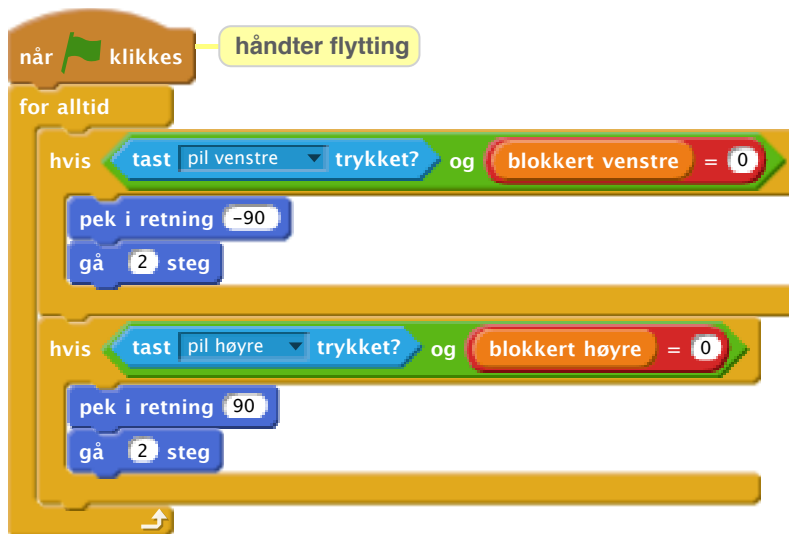 når klikkes
håndter flytting
for alltid
hvis tast pil venstre trykket? og blokkert venstre = 0
pek i retning -90
gå 2 steg
hvis tast pil høyre trykket? og blokkert høyre = 0
pek i retning 90
gå 2 steg